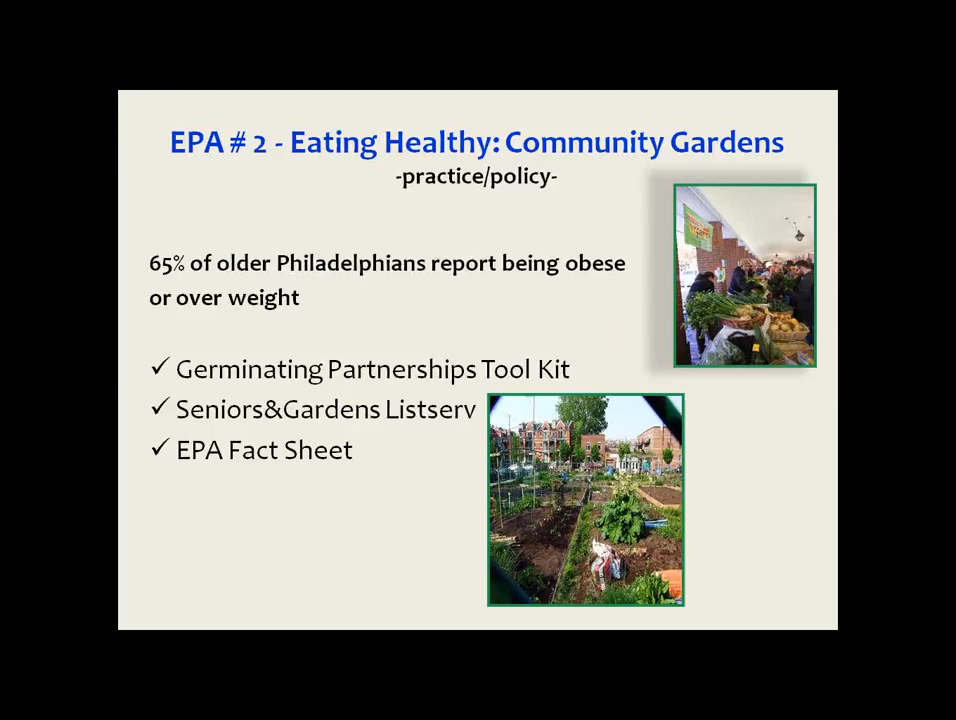 EPA # 2 - Eating Healthy: Community Gardens
-practice/policy-
65% of older Philadelphians report being obese
or over weight
✓ Germinating Partnerships Tool Kit
✓ Seniors&Gardens Listserv
✓ EPA Fact Sheet